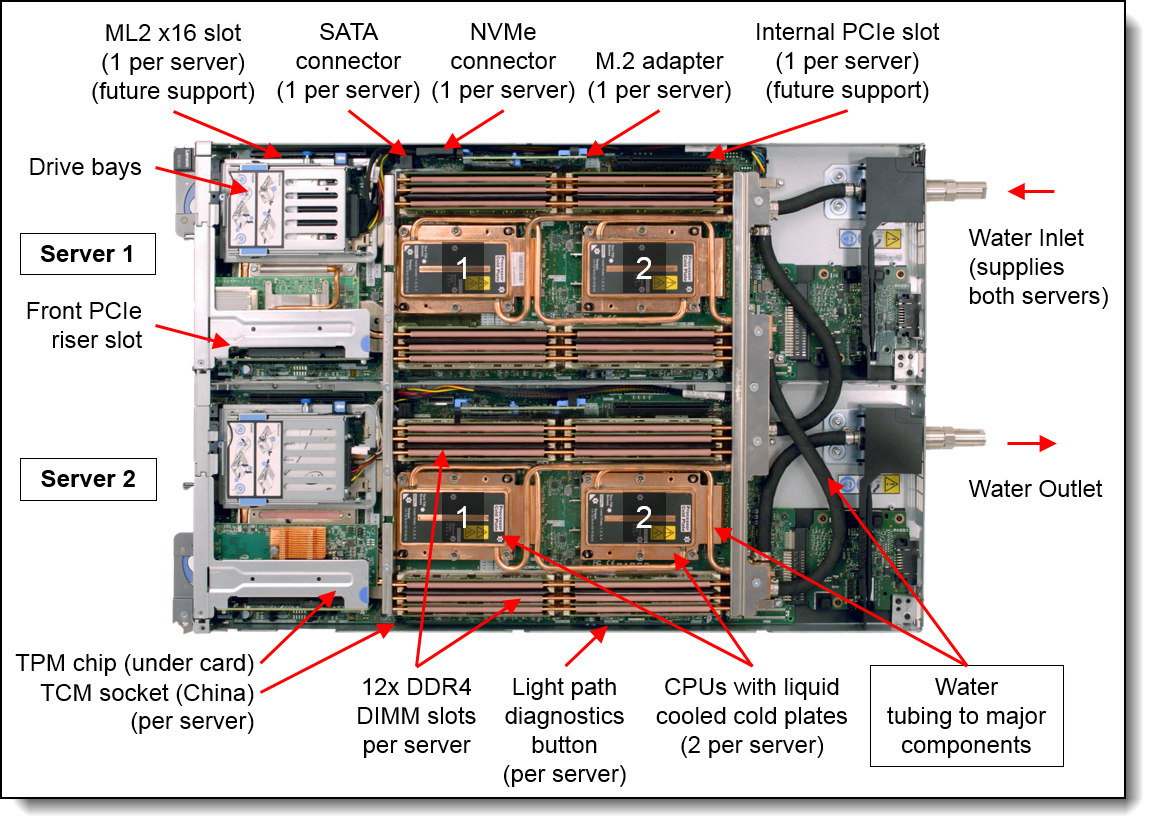 ML2 x16 slot
(1 per server)
(future support)
SATA
connector
(1 per server)
NVMe
connector
(1 per server)
M.2 adapter
(1 per server)
Internal PCIe slot
(1 per server)
(future support)
Drive bays
Server 1
Front PCIe
riser slot
1
2
Water Inlet
(supplies
both servers)
Server 2
1
2
Water Outlet
TPM chip (under card)
TCM socket (China)
(per server)
12x DDR4
DIMM slots
per server
Light path
diagnostics
button
(per server)
CPUs with liquid
cooled cold plates
(2 per server)
Water
tubing to major
components